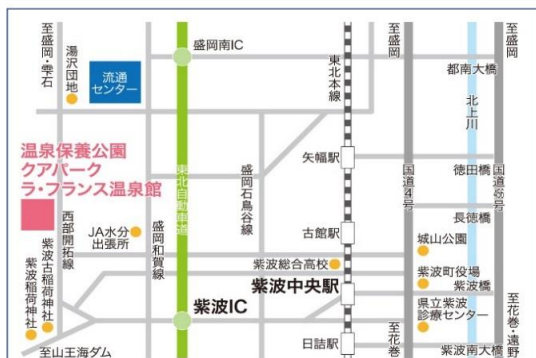 至盛岡・雫石
湯沢団地
流通
センター
盛岡南IC
東北本線
至盛岡
至盛岡
都南大橋
北上川
温泉保養公園
クアパーク
ラ・フランス温泉館
東北自動車道
盛岡石鳥谷線
矢幅駅
国道4号
徳田橋
国道456号
長徳橋
西部開拓線
JA水分
出張所
盛岡和賀線
古館駅
城山公園
紫波総合高校
紫波町役場
紫波中央駅
紫波橋
紫波稲荷神社
紫波古稲荷神社
紫波IC
県立紫波
診療センター
至山王海ダム
日詰駅
至花巻
紫波南大橋
至花巻・遠野